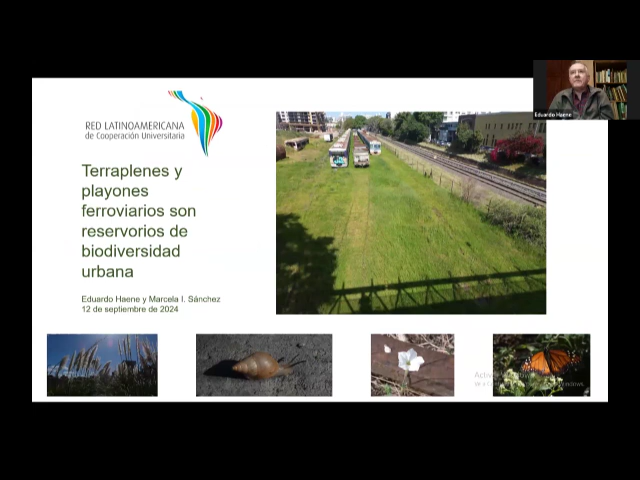 Eduardo Haene
RED LATINOAMERICANA
de Cooperación Universitaria
Terraplenes y
playones
ferroviarios son
reservorios de
biodiversidad
urbana
Eduardo Haene y Marcela I. Sánchez
12 de septiembre de 2024